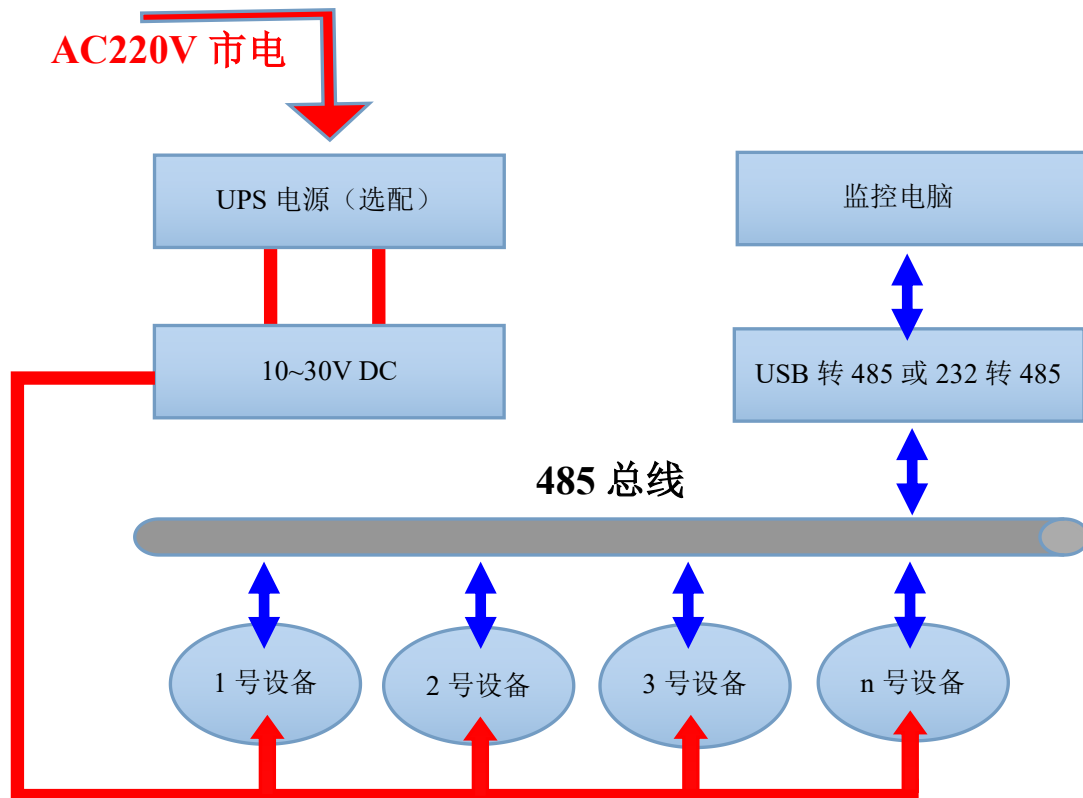 AC220V 市电
UPS 电源（选配）
监控电脑
10~30V DC
USB 转 485 或 232 转 485
485 总线
1 号设备
2 号设备
3 号设备
n 号设备